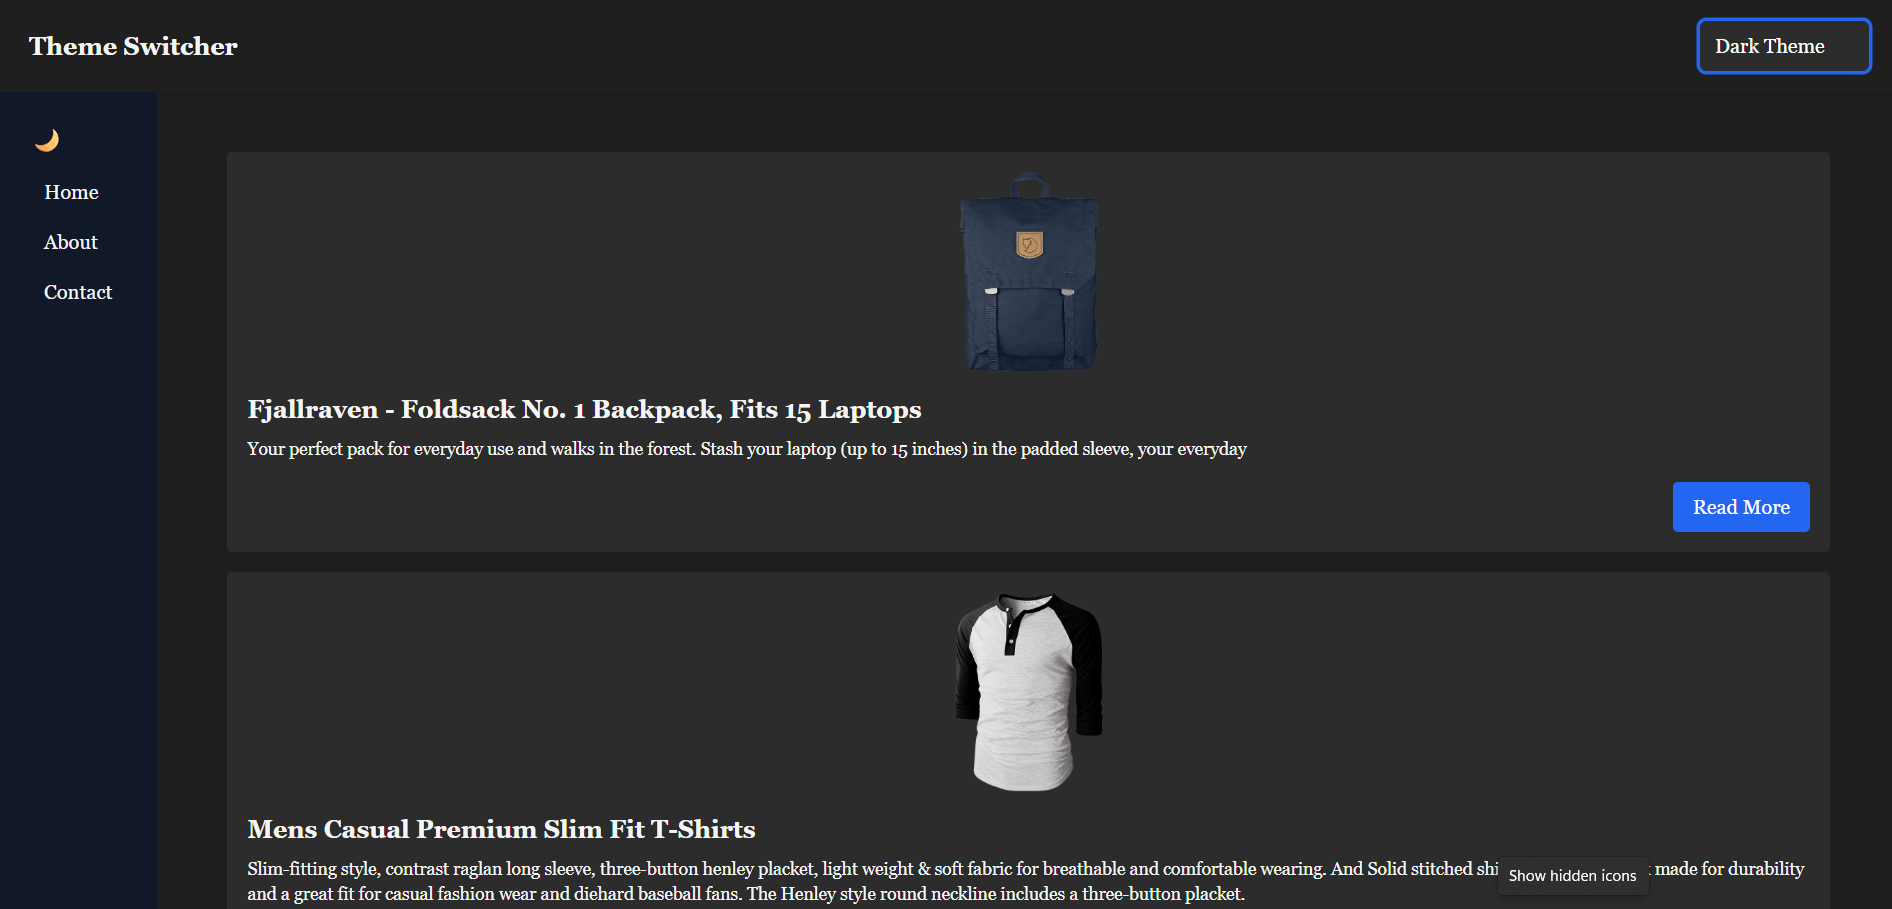 Theme Switcher
Dark Theme
Home
About
Contact
Fjallraven - Foldsack No. 1 Backpack, Fits 15 Laptops
Your perfect pack for everyday use and walks in the forest. Stash your laptop (up to 15 inches) in the padded sleeve, your everyday
Read More
Mens Casual Premium Slim Fit T-Shirts
Slim-fitting style, contrast raglan long sleeve, three-button henley placket, light weight & soft fabric for breathable and comfortable wearing. And Solid stitched made for durability
and a great fit for casual fashion wear and diehard baseball fans. The Henley style round neckline includes a three-button placket.
Show hidden icons